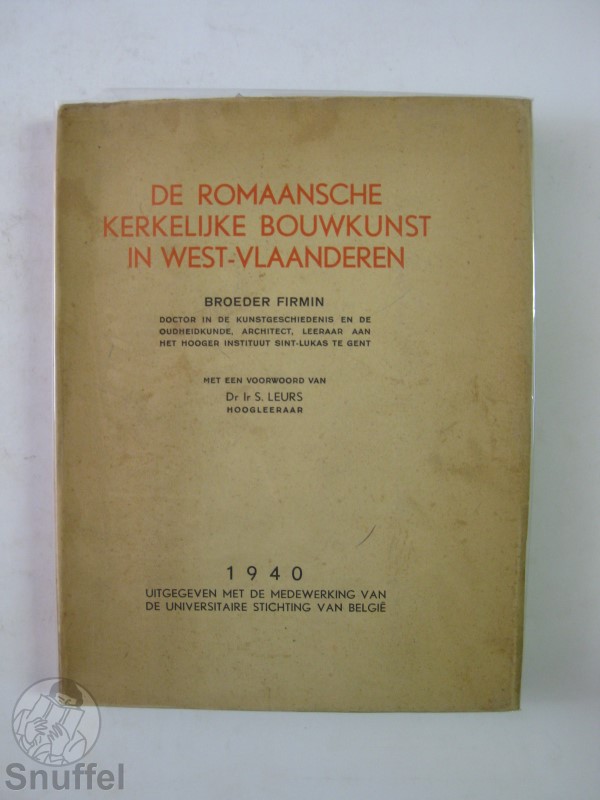 DE ROMAANSCHE
KERKELIJKE BOUWKUNST
IN WEST-VLAANDEREN
BROEDER FIRMIN
DOCTOR IN DE KUNSTGESCHIEDENIS EN DE
OUDHEIDKUNDE, ARCHITECT, LEERAAR AAN
HET HOOGER INSTITUUT SINT-LUKAS TE GENT
MET EEN VOORWOORD VAN
Dr Ir S. LEURS
HOOGLEERAAR
1940
UITGEGEVEN MET DE MEDEWERKING VAN
DE UNIVERSITAIRE STICHTING VAN BELGIË
Snuffel